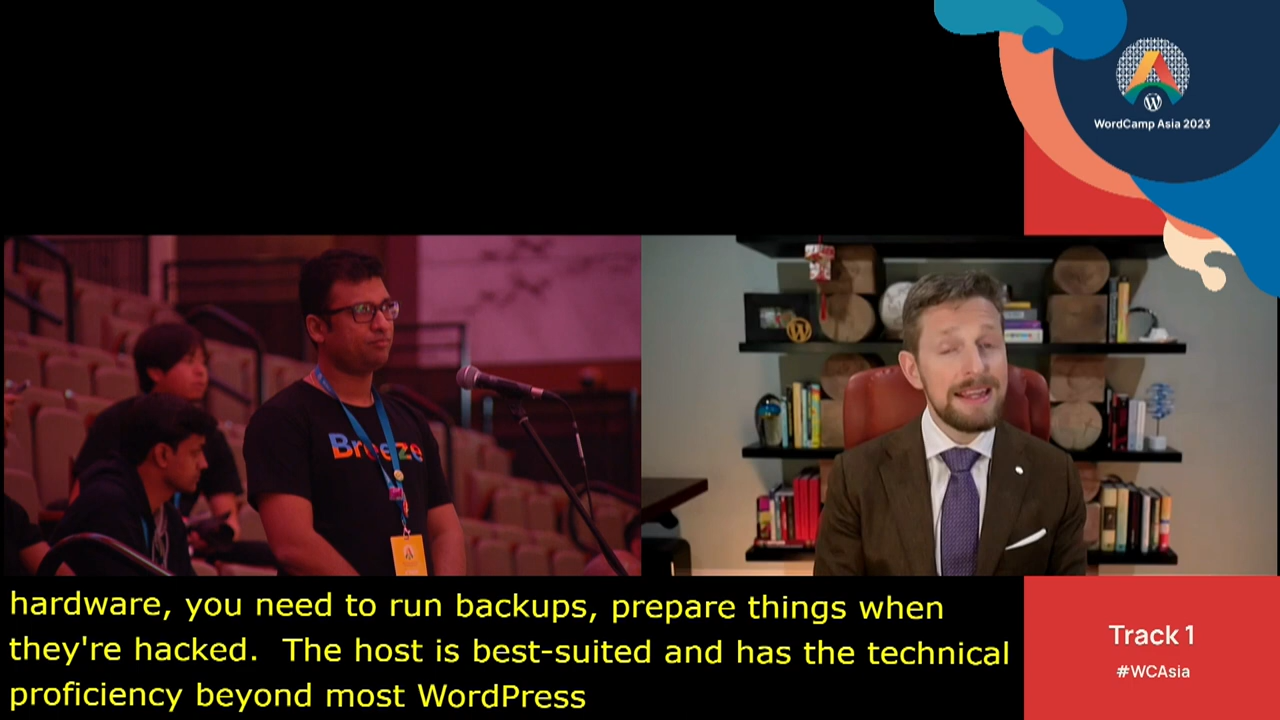 WordCamp Asia 2023
Breeze
hardware, you need to run backups, prepare things when
they're hacked.  The host is best-suited and has the technical
proficiency beyond most WordPress
Track 1
#WCAsia